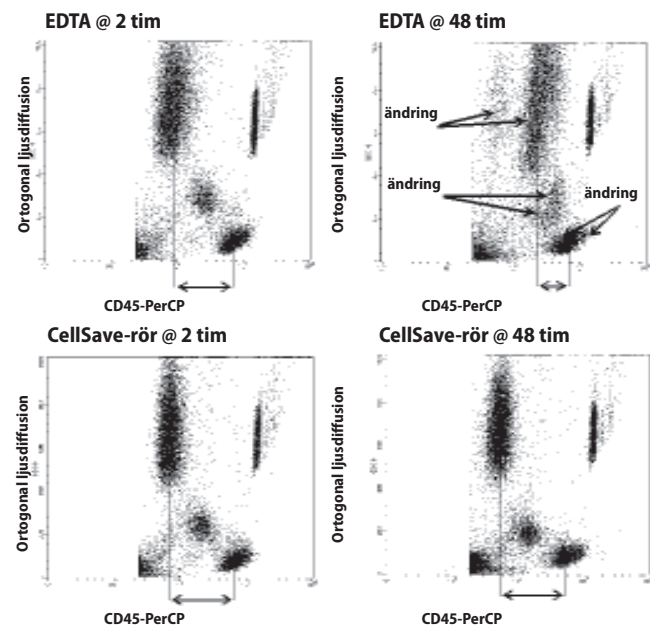 EDTA @ 2 tim
EDTA @ 48 tim
Ortogonal ljusdiffusion
Ortogonal ljusdiffusion
ändring
ändring
ändring
CD45-PerCP
CD45-PerCP
CellSave-rör @ 2 tim
CellSave-rör @ 48 tim
Ortogonal ljusdiffusion
Ortogonal ljusdiffusion
CD45-PerCP
CD45-PerCP